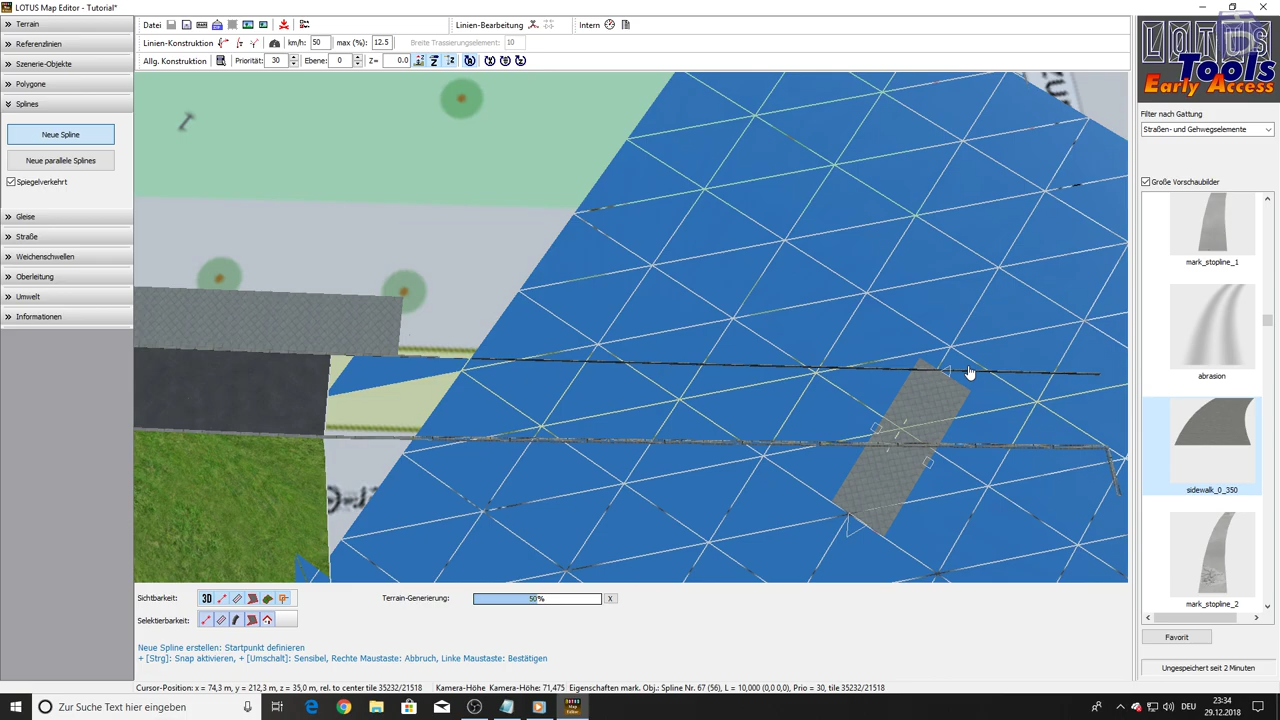 LOTUS Map Editor - Tutorial*
Terrain
Referenzlinien
Szenerie-Objekte
Polygone
Splines
Neue Spline
Neue parallele Splines
Spiegelverkehrt
Gleise
Straße
Weichenschwellen
Oberleitung
Umwelt
Informationen
Datei
Linien-Bearbeitung
Intern
Linien-Konstruktion
km/h: 50
max (%): 12.5
Breite Trassierungselement: 10
Allg. Konstruktion
Priorität: 30
Ebene: 0
Z= 0.0
LOTUS
Tools
Early Access
Filter nach Gattung
Straßen- und Gehwegselemente
Große Vorschaubilder
mark_stopline_1
abrasion
sidewalk_0_350
mark_stopline_2
Favorit
Ungespeichert seit 2 Minuten
Sichtbarkeit:
3D
Terrain-Generierung:
50%
X
Selektierbarkeit:
Neue Spline erstellen: Startpunkt definieren
+ [Strg]: Snap aktivieren, + [Umschalt]: Sensibel, Rechte Maustaste: Abbruch, Linke Maustaste: Bestätigen
Cursor-Position: x = 74,3 m, y = 212,3 m, z = 35,0 m, rel. to center tile 35232/21518
Kamera-Höhe Kamera-Höhe: 71,475
Eigenschaften mark. Obj.: Spline Nr. 67 (56), L = 10,000 (0,0 0,0), Prio = 30, tile 35232/21518
Zur Suche Text hier eingeben
DEU
23:34
29.12.2018